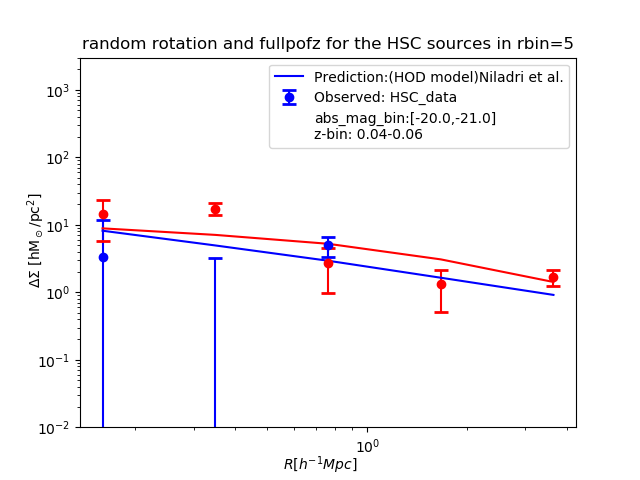 random rotation and fullpofz for the HSC sources in rbin=5
Prediction:(HOD model)Niladri et al.
Observed: HSC_data
abs_mag_bin:[-20.0,-21.0]
z-bin: 0.04-0.06
10³
10²
10¹
10⁰
10⁻¹
10⁻²
ΔΣ [hM☉/pc²]
10⁰
R[h⁻¹Mpc]